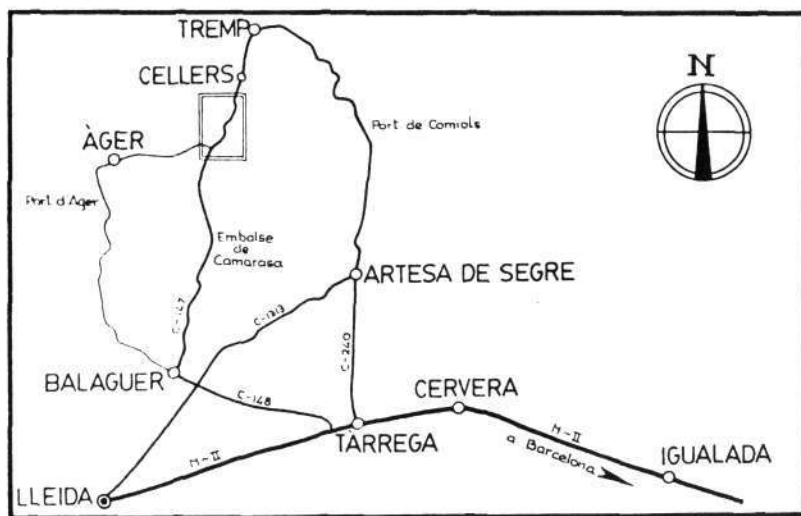 TREMP
CELLERS
N
ÀGER
Port de Comiols
Port d'Ager
Embalse
de
Camarasa
ARTESA DE SEGRE
C-147
C-1313
C-240
BALAGUER
C-148
CERVERA
TÀRREGA
N-II
N-II
a Barcelona
IGUALADA
LLEIDA